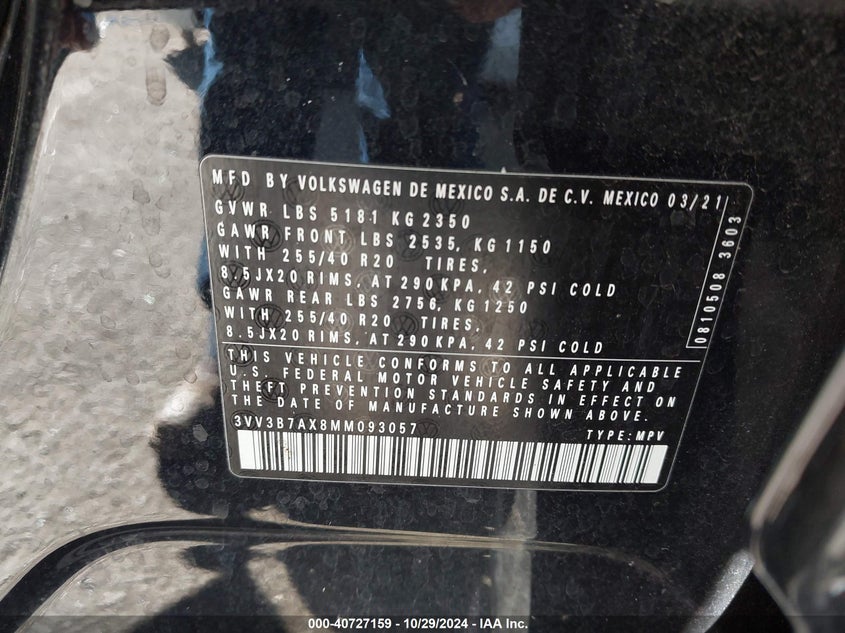 MFD BY VOLKSWAGEN DE MEXICO S.A. DE C.V. MEXICO 03/21
GVWR LBS 5181 KG 2350
GAWR FRONT LBS 2535, KG 1150
WITH 255/40 R20 TIRES,
8.5JX20 RIMS, AT 290 KPA, 42 PSI COLD
GAWR REAR LBS 2756, KG 1250
WITH 255/40 R20 TIRES,
8.5JX20 RIMS, AT 290 KPA, 42 PSI COLD
THIS VEHICLE CONFORMS TO ALL APPLICABLE
U.S. FEDERAL MOTOR VEHICLE SAFETY AND
THEFT PREVENTION STANDARDS IN EFFECT ON
THE DATE OF MANUFACTURE SHOWN ABOVE.
3VV3B7AX8MM093057 TYPE: MPV
0810508 3603
000-40727159 - 10/29/2024 - IAA Inc.